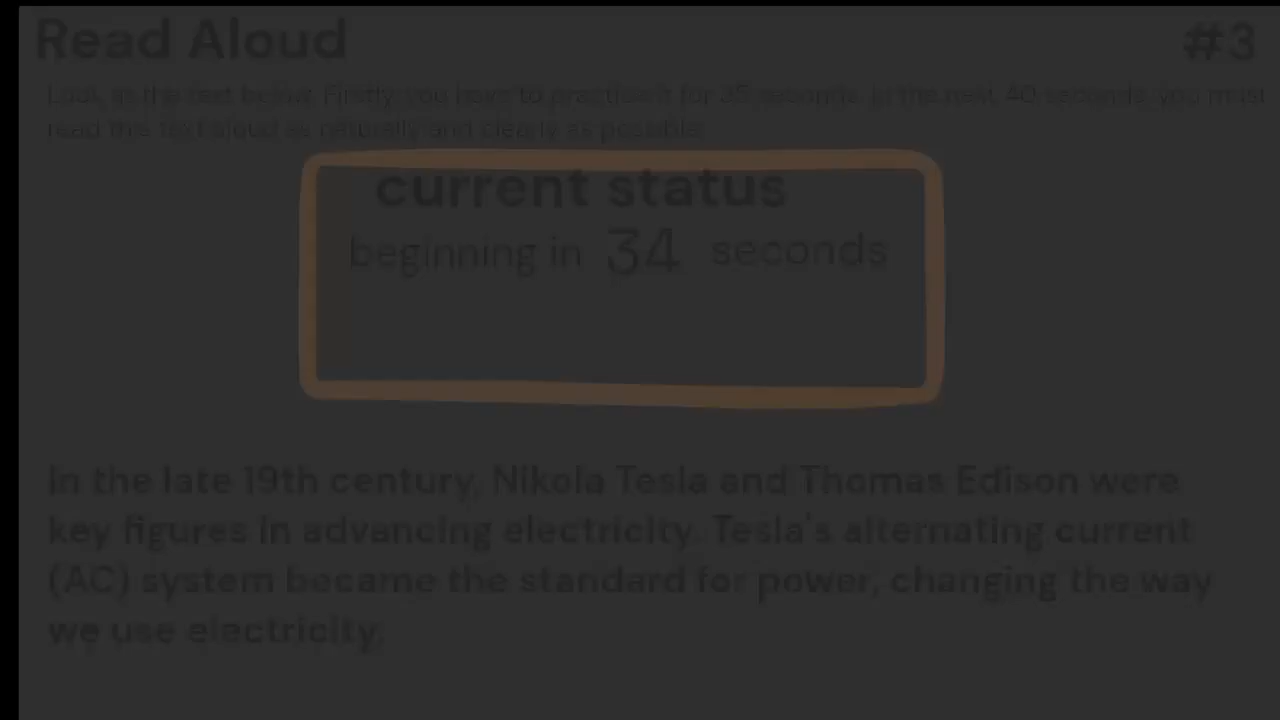 Read Aloud
#3
Look at the text below. Firstly, you have to practise it for 35 seconds. In the next 40 seconds, you must
read this text aloud as naturally and clearly as possible.
current status
beginning in 34 seconds
In the late 19th century, Nikola Tesla and Thomas Edison were
key figures in advancing electricity. Tesla's alternating current
(AC) system became the standard for power, changing the way
we use electricity.